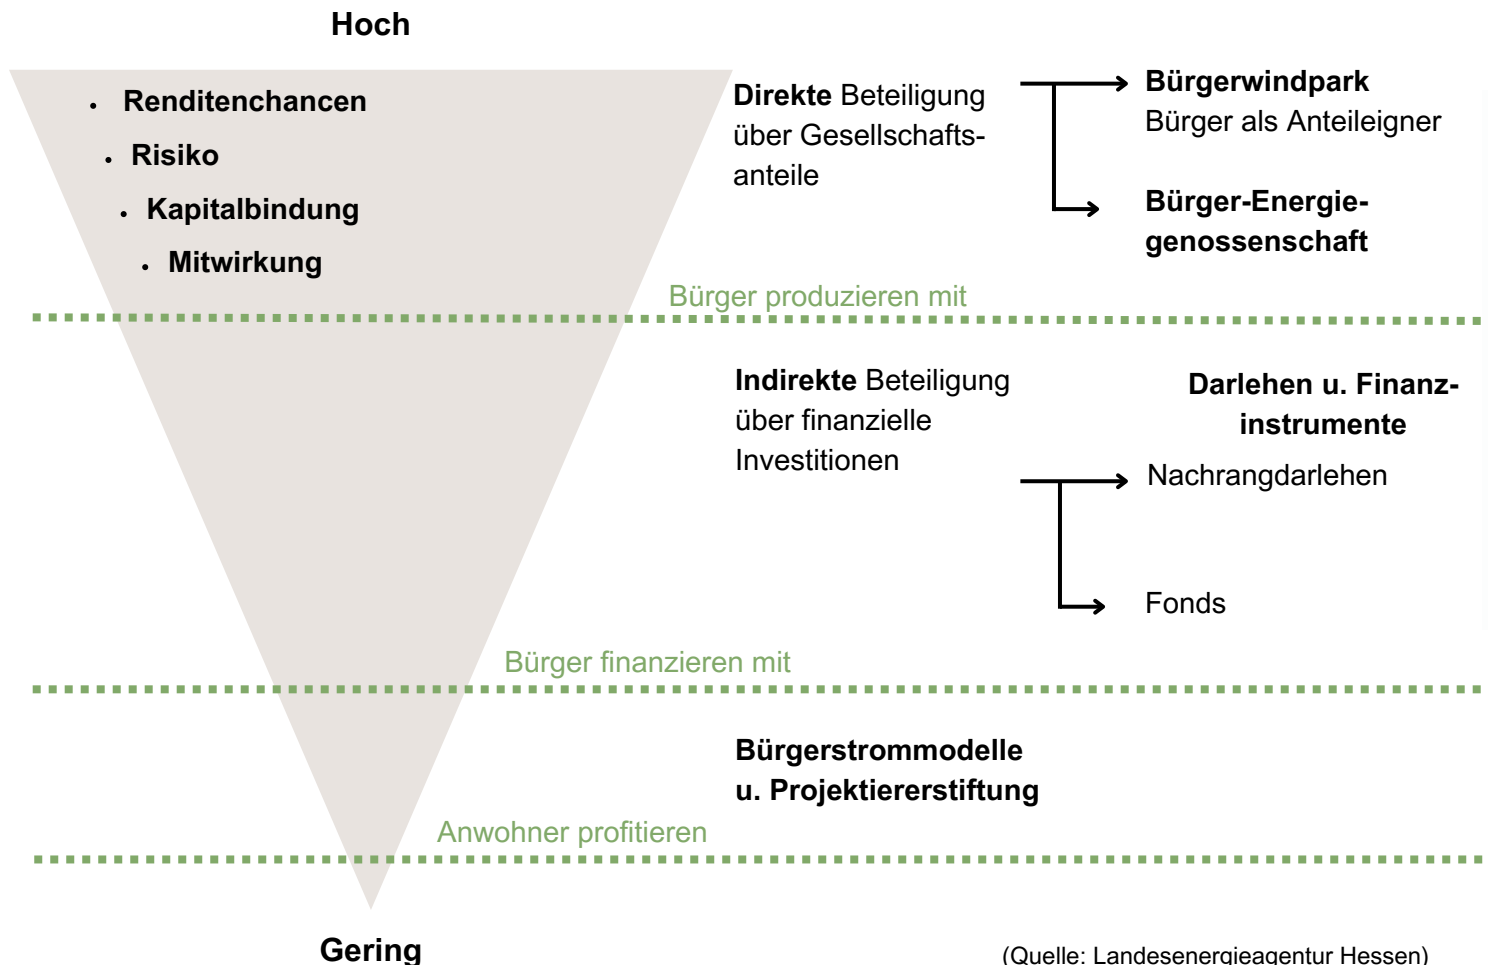 Hoch
• Renditenchancen
• Risiko
• Kapitalbindung
• Mitwirkung
Direkte Beteiligung
über Gesellschafts-
anteile
Bürgerwindpark
Bürger als Anteileigner
Bürger-Energie-
genossenschaft
Bürger produzieren mit
Indirekte Beteiligung
über finanzielle
Investitionen
Darlehen u. Finanz-
instrumente
Nachrangdarlehen
Fonds
Bürger finanzieren mit
Bürgerstrommodelle
u. Projektiererstiftung
Anwohner profitieren
Gering
(Quelle: Landesenergieagentur Hessen)